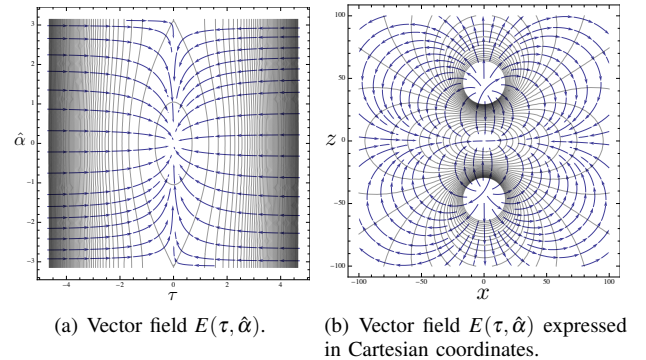 (a)
3
2
1
α̂
0
−1
−2
−3
−4
−2
0
2
4
τ
(b)
100
50
z
0
−50
−100
−100
−50
0
50
100
x
(a) Vector field E(τ, α̂).
(b) Vector field E(τ, α̂) expressed
in Cartesian coordinates.